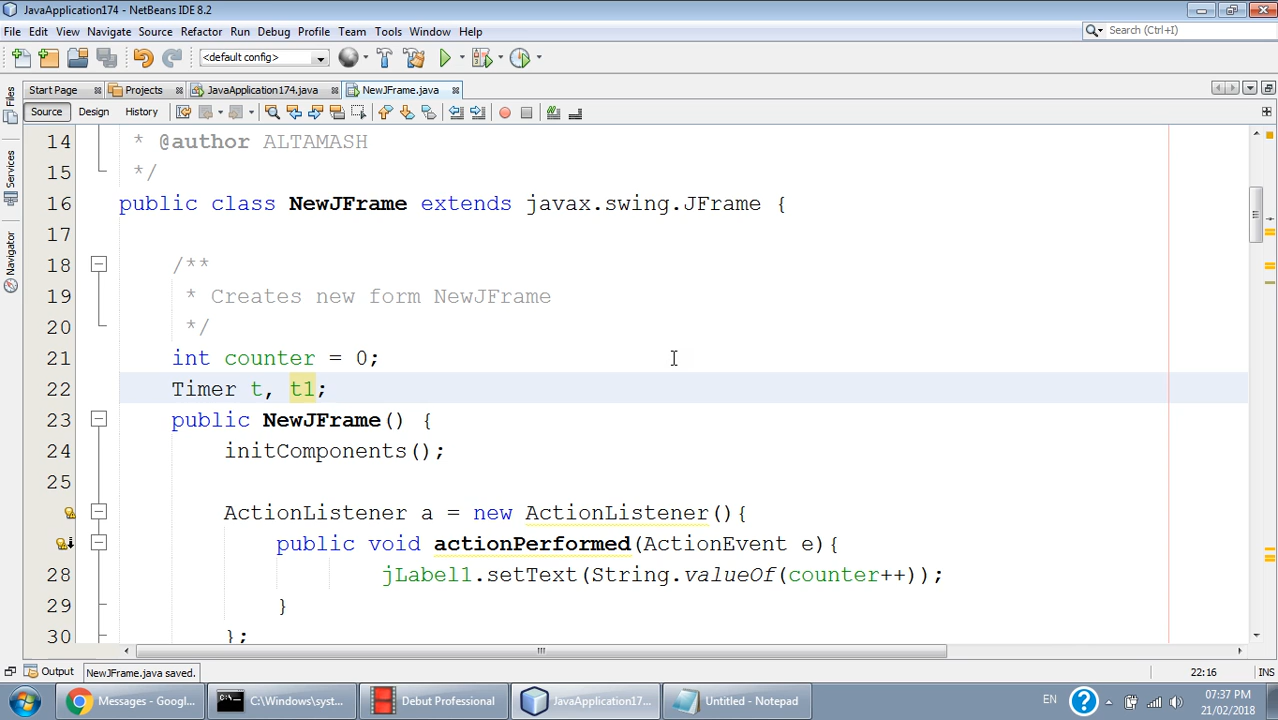 JavaApplication174 - NetBeans IDE 8.2
File Edit View Navigate Source Refactor Run Debug Profile Team Tools Window Help
Search (Ctrl+I)
<default config>
Start Page Projects JavaApplication174.java NewJFrame.java
Source Design History
Files
Services
Navigator
14 * @author ALTAMASH
15 */
16 public class NewJFrame extends javax.swing.JFrame {
17
18 /**
19 * Creates new form NewJFrame
20 */
21 int counter = 0;
22 Timer t, t1;
23 public NewJFrame() {
24 initComponents();
25
ActionListener a = new ActionListener(){
public void actionPerformed(ActionEvent e){
28 jLabel1.setText(String.valueOf(counter++));
29 }
30 };
Output NewJFrame.java saved. 22:16 INS
Messages - Googl... C:\Windows\syst... Debut Professional JavaApplication17... Untitled - Notepad EN 07:37 PM
21/02/2018